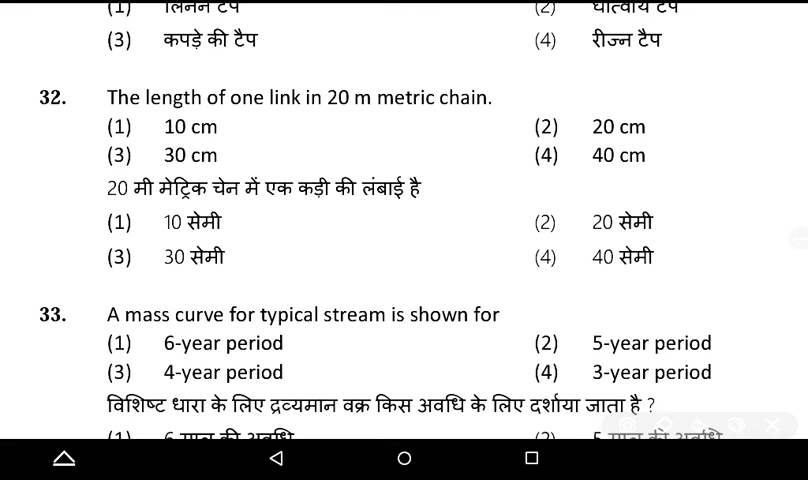 (3) कपड़े की टैप (4) रीज्न टैप
32. The length of one link in 20 m metric chain.
(1) 10 cm (2) 20 cm
(3) 30 cm (4) 40 cm
20 मी मेट्रिक चेन में एक कड़ी की लंबाई है
(1) 10 सेमी (2) 20 सेमी
(3) 30 सेमी (4) 40 सेमी
33. A mass curve for typical stream is shown for
(1) 6-year period (2) 5-year period
(3) 4-year period (4) 3-year period
विशिष्ट धारा के लिए द्रव्यमान वक्र किस अवधि के लिए दर्शाया जाता है ?